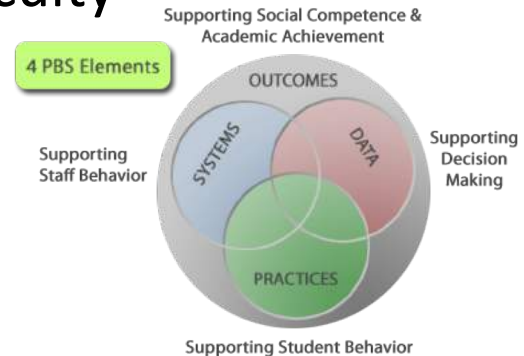 Supporting Social Competence &
Academic Achievement
4 PBS Elements
OUTCOMES
SYSTEMS
DATA
Supporting
Staff Behavior
Supporting
Decision
Making
PRACTICES
Supporting Student Behavior